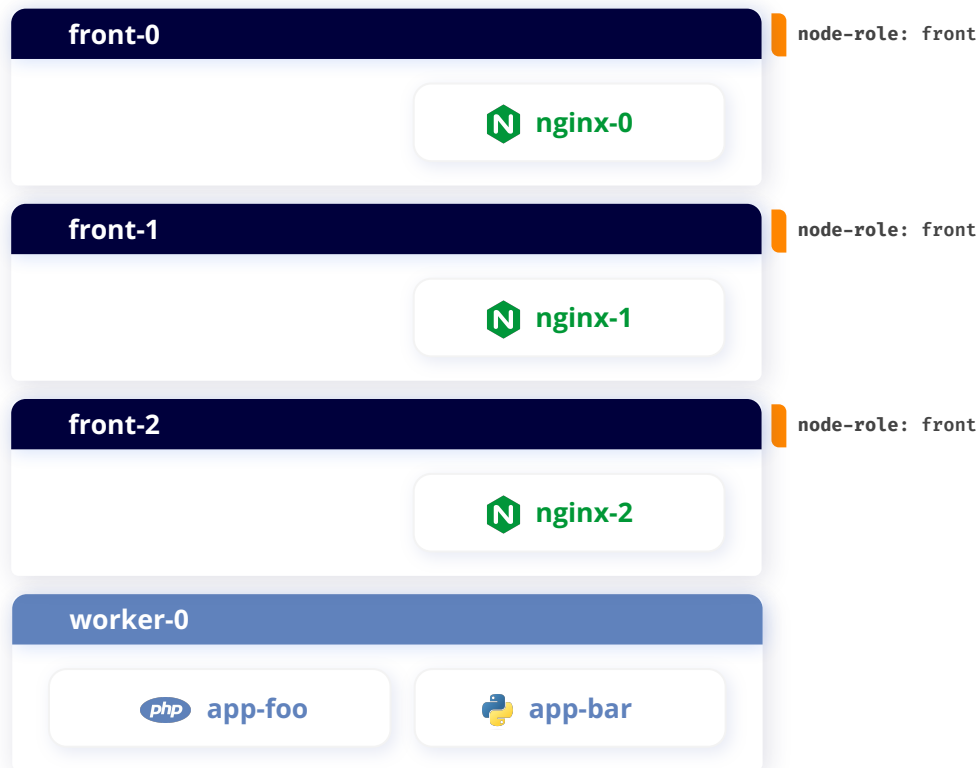 front-0
node-role: front
nginx-0
front-1
node-role: front
nginx-1
front-2
node-role: front
nginx-2
worker-0
php app-foo
app-bar